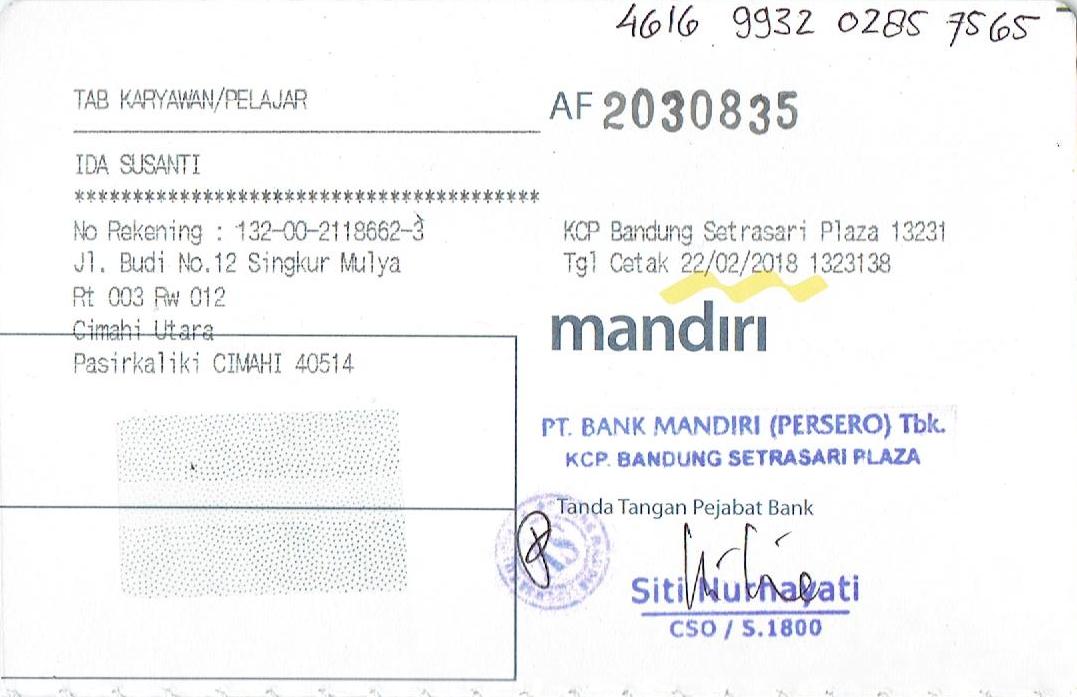 4616 9932 0285 7565
TAB KARYAWAN/PELAJAR
AF 2030835
IDA SUSANTI
***************************************
No Rekening : 132-00-2118662-3
Jl. Budi No.12 Singkur Mulya
Rt 003 Rw 012
Cimahi Utara
Pasirkaliki CIMAHI 40514
KCP Bandung Setrasari Plaza 13231
Tgl Cetak 22/02/2018 1323138
mandiri
PT. BANK MANDIRI (PERSERO) Tbk.
KCP. BANDUNG SETRASARI PLAZA
Tanda Tangan Pejabat Bank
Siti Nurhayati
CSO / S.1800